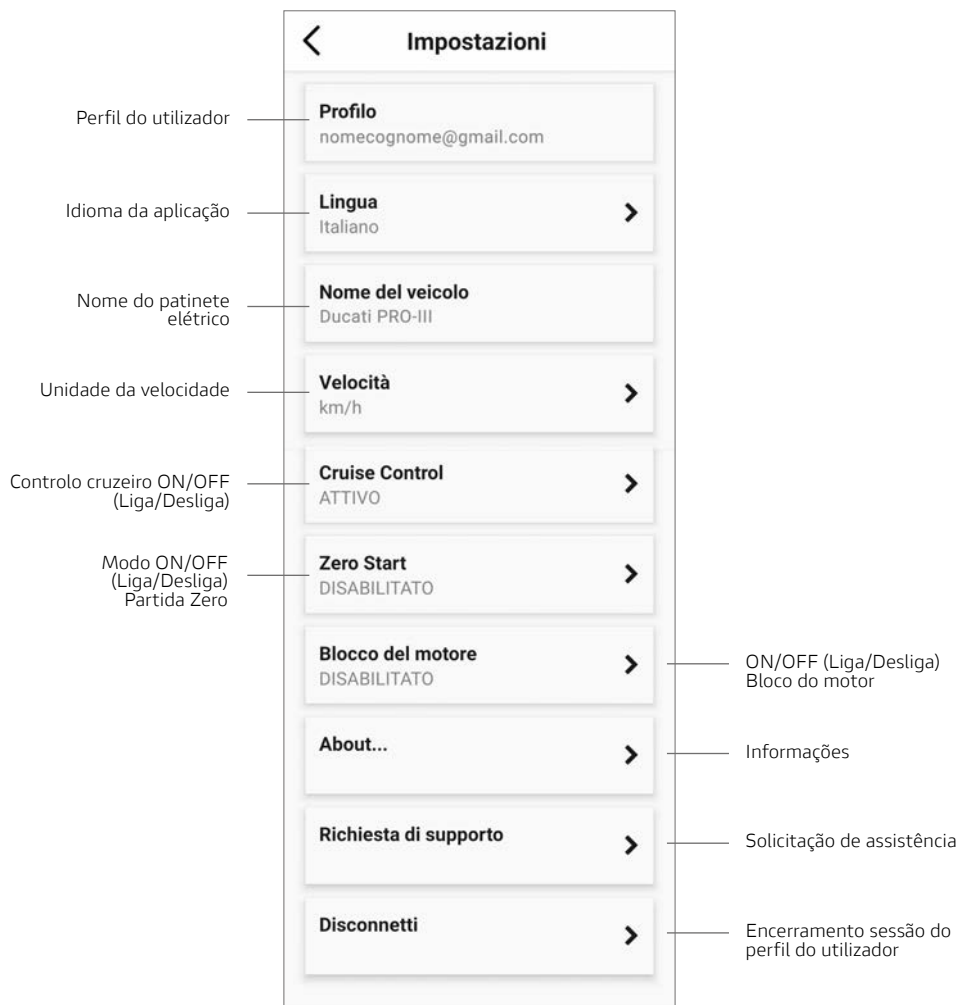 Impostazioni
Perfil do utilizador
Profilo
nomecognome@gmail.com
Idioma da aplicação
Lingua
Italiano
Nome do patinete
elétrico
Nome del veicolo
Ducati PRO-III
Unidade da velocidade
Velocità
km/h
Controlo cruzeiro ON/OFF
(Liga/Desliga)
Cruise Control
ATTIVO
Modo ON/OFF
(Liga/Desliga)
Partida Zero
Zero Start
DISABILITATO
Blocco del motore
DISABILITATO
ON/OFF (Liga/Desliga)
Bloco do motor
About...
Informações
Richiesta di supporto
Solicitação de assistência
Disconnetti
Encerramento sessão do
perfil do utilizador